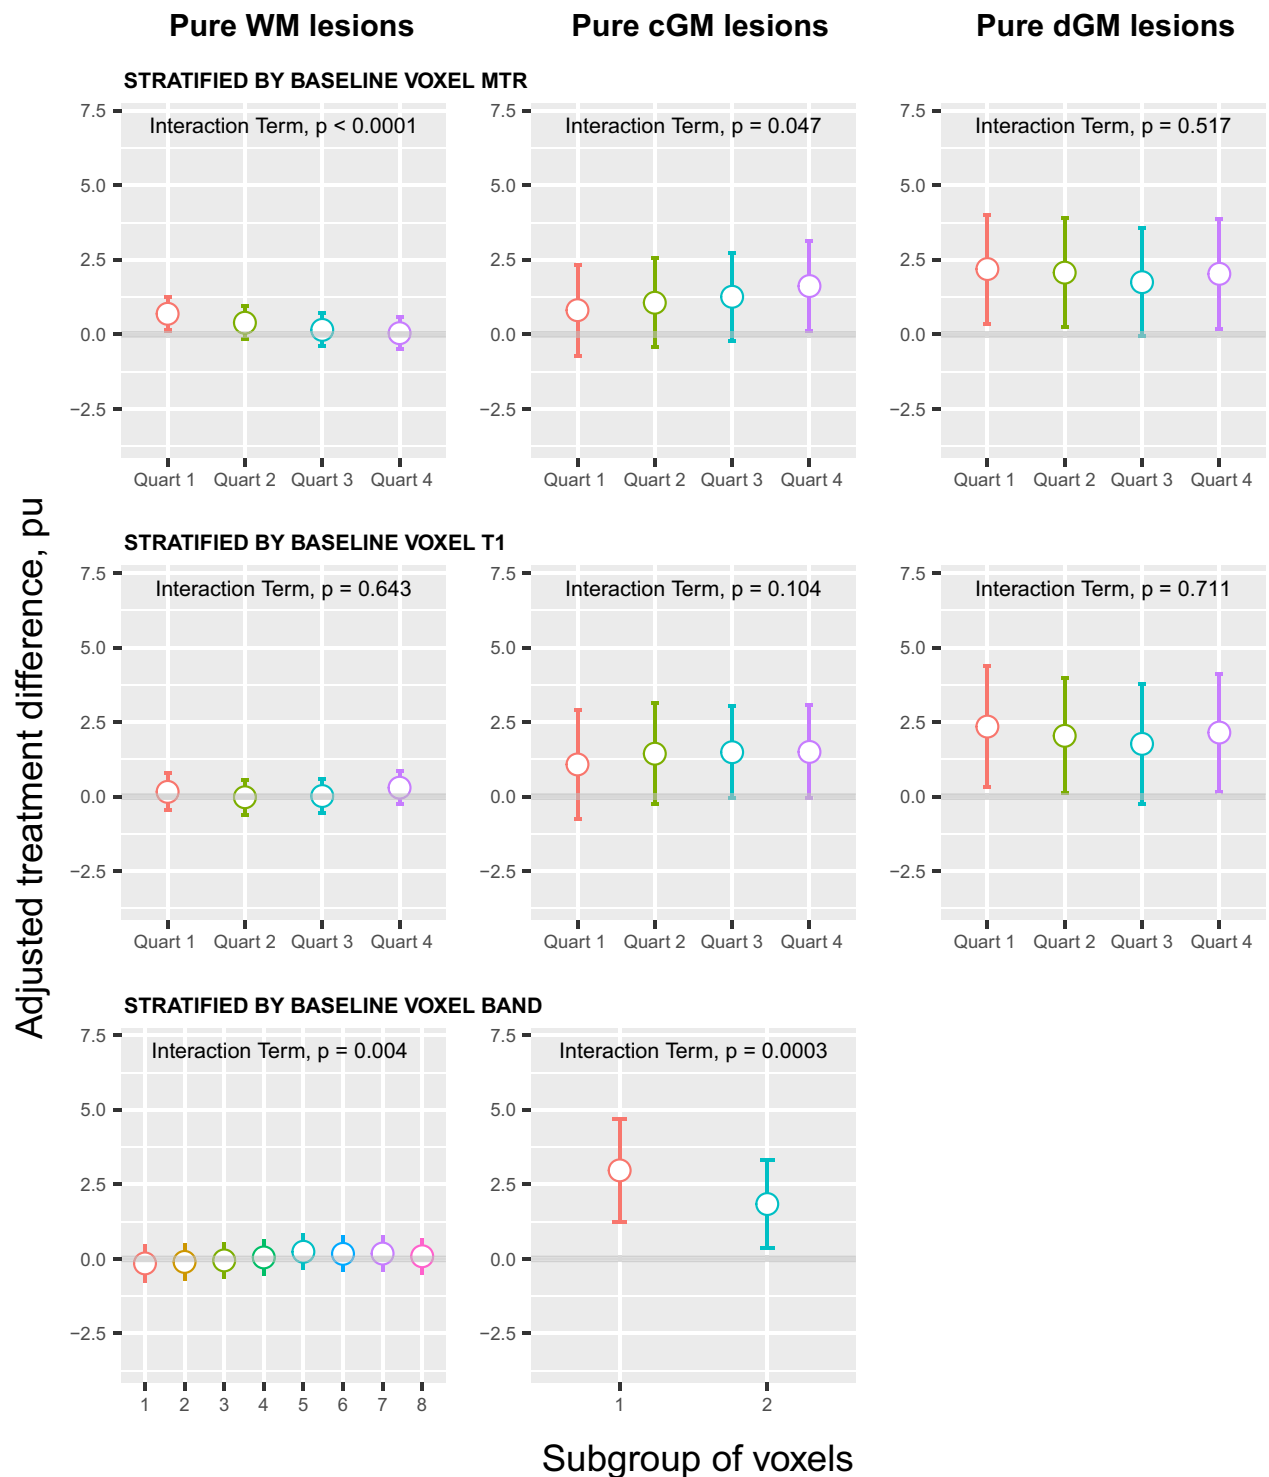 Pure WM lesions
Pure cGM lesions
Pure dGM lesions
STRATIFIED BY BASELINE VOXEL MTR
Interaction Term, p < 0.0001
7.5
5.0
2.5
0.0
−2.5
Quart 1 Quart 2 Quart 3 Quart 4
Interaction Term, p = 0.047
7.5
5.0
2.5
0.0
−2.5
Quart 1 Quart 2 Quart 3 Quart 4
Interaction Term, p = 0.517
7.5
5.0
2.5
0.0
−2.5
Quart 1 Quart 2 Quart 3 Quart 4
Adjusted treatment difference, pu
STRATIFIED BY BASELINE VOXEL T1
Interaction Term, p = 0.643
7.5
5.0
2.5
0.0
−2.5
Quart 1 Quart 2 Quart 3 Quart 4
Interaction Term, p = 0.104
7.5
5.0
2.5
0.0
−2.5
Quart 1 Quart 2 Quart 3 Quart 4
Interaction Term, p = 0.711
7.5
5.0
2.5
0.0
−2.5
Quart 1 Quart 2 Quart 3 Quart 4
STRATIFIED BY BASELINE VOXEL BAND
Interaction Term, p = 0.004
7.5
5.0
2.5
0.0
−2.5
1 2 3 4 5 6 7 8
Interaction Term, p = 0.0003
7.5
5.0
2.5
0.0
−2.5
1 2
Subgroup of voxels